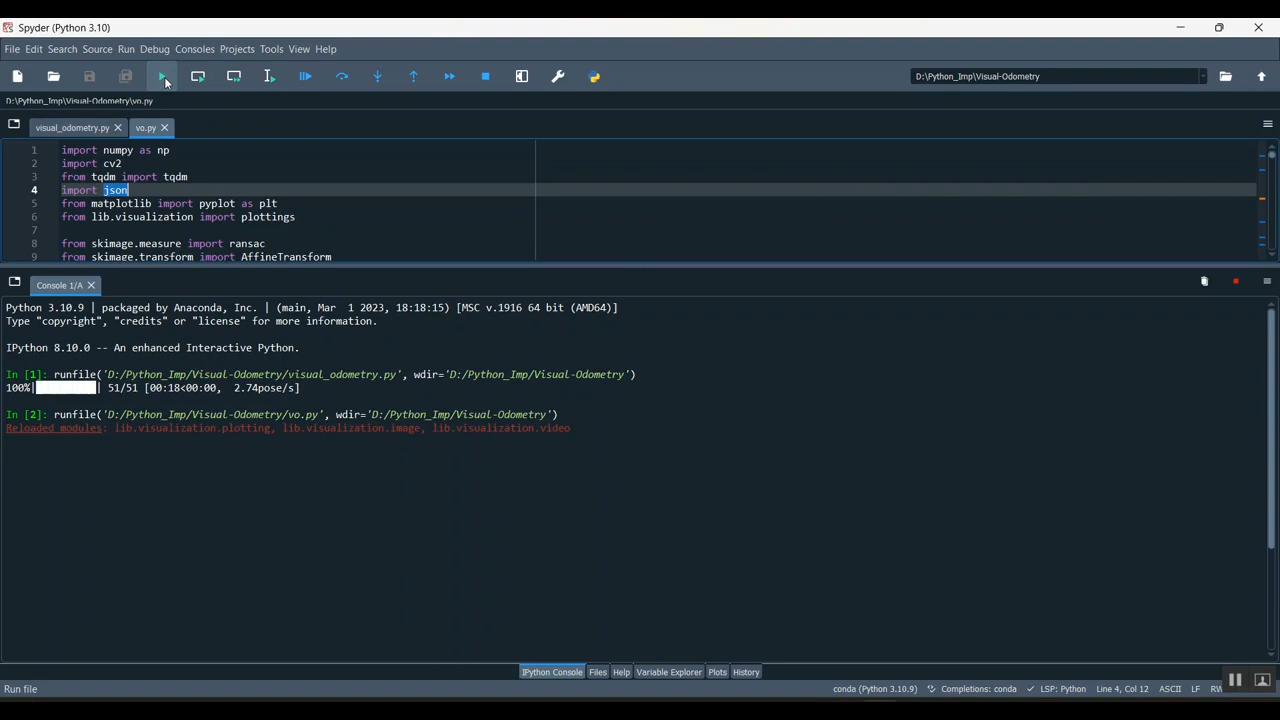 Spyder (Python 3.10)
File Edit Search Source Run Debug Consoles Projects Tools View Help
D:\Python_Imp\Visual-Odometry
D:\Python_Imp\Visual-Odometry\vo.py
visual_odometry.py vo.py
1 import numpy as np
2 import cv2
3 from tqdm import tqdm
4 import json
5 from matplotlib import pyplot as plt
6 from lib.visualization import plottings
7
8 from skimage.measure import ransac
9 from skimage.transform import AffineTransform
Console 1/A
Python 3.10.9 | packaged by Anaconda, Inc. | (main, Mar 1 2023, 18:18:15) [MSC v.1916 64 bit (AMD64)]
Type "copyright", "credits" or "license" for more information.
IPython 8.10.0 -- An enhanced Interactive Python.
In [1]: runfile('D:/Python_Imp/Visual-Odometry/visual_odometry.py', wdir='D:/Python_Imp/Visual-Odometry')
100%| | 51/51 [00:18<00:00, 2.74pose/s]
In [2]: runfile('D:/Python_Imp/Visual-Odometry/vo.py', wdir='D:/Python_Imp/Visual-Odometry')
Reloaded modules: lib.visualization.plotting, lib.visualization.image, lib.visualization.video
IPython Console Files Help Variable Explorer Plots History
Run file conda (Python 3.10.9) Completions: conda LSP: Python Line 4, Col 12 ASCII LF RW